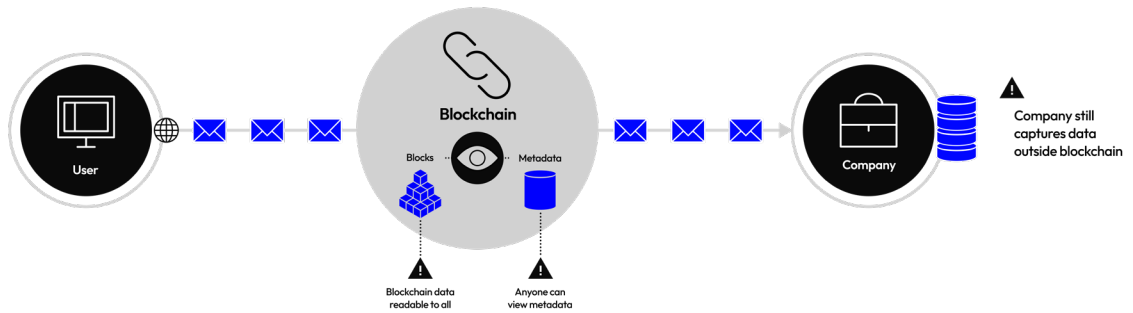 User
Blockchain
Blocks
Metadata
Blockchain data
readable to all
Anyone can
view metadata
Company
Company still
captures data
outside blockchain